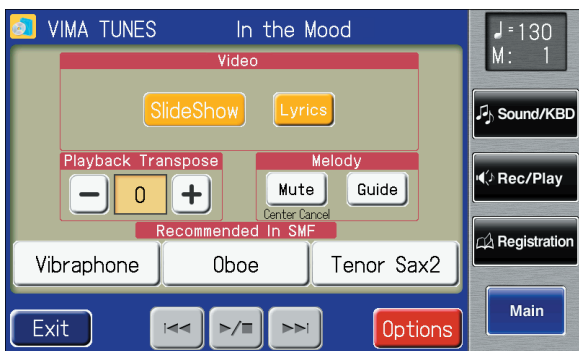 VIMA TUNES In the Mood
♩=130
M: 1
Video
SlideShow Lyrics
Sound/KBD
Playback Transpose
Melody
− 0 +
Mute Guide
Center Cancel
Rec/Play
Recommended In SMF
Vibraphone Oboe Tenor Sax2
Registration
Exit
Options
Main